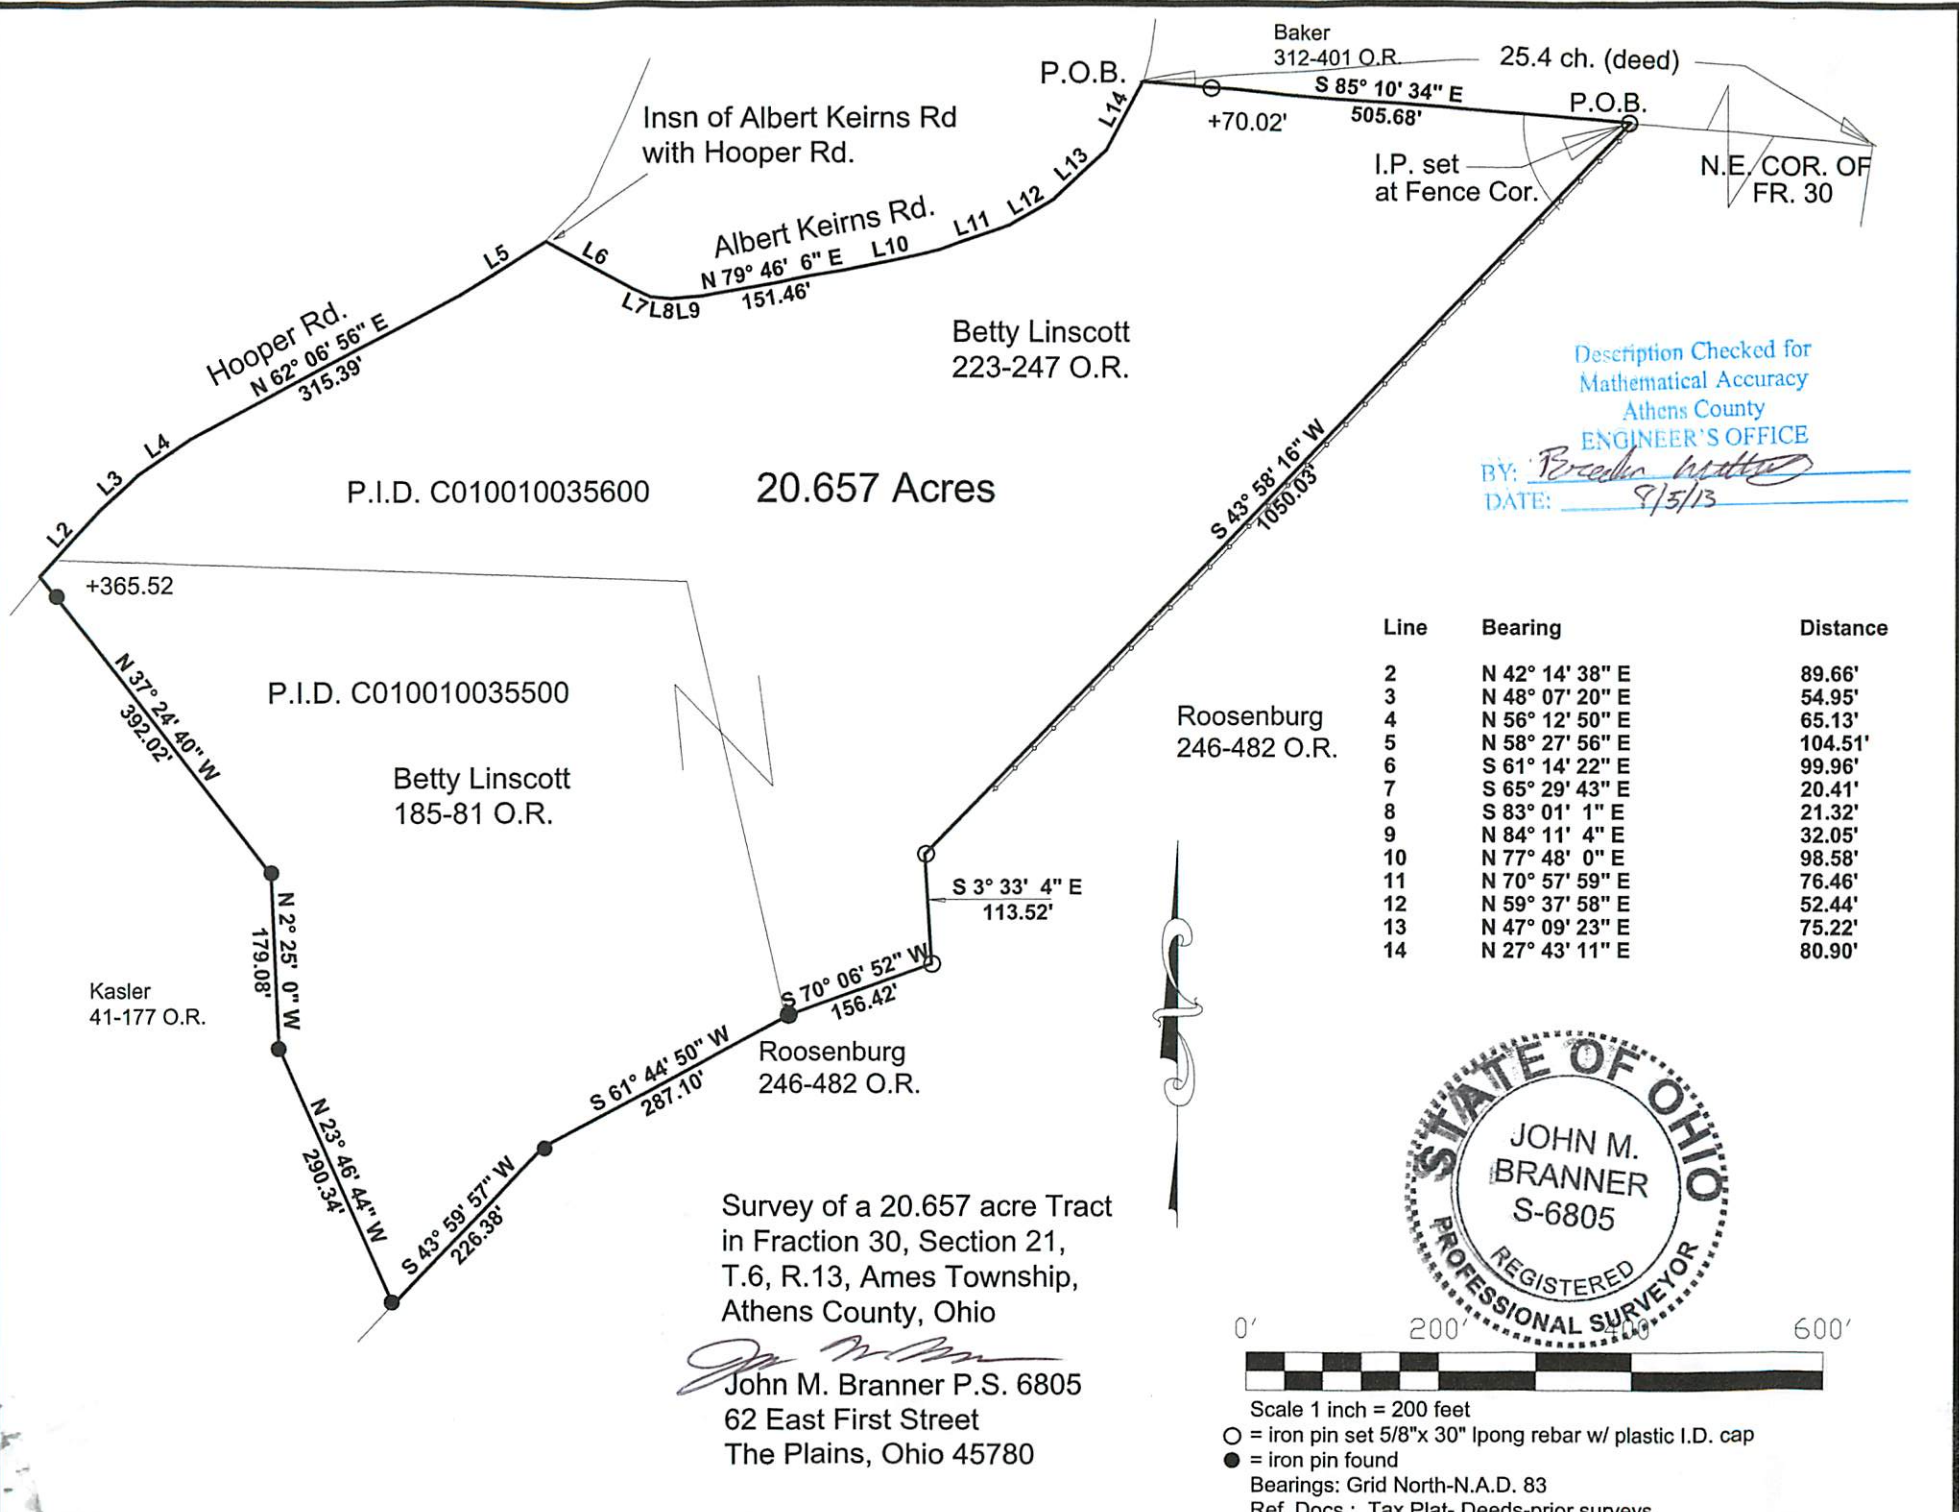 Baker
312-401 O.R.
25.4 ch. (deed)
P.O.B.
S 85° 10' 34" E
505.68'
P.O.B.
+70.02'
L14
Insn of Albert Keirns Rd
with Hooper Rd.
I.P. set
at Fence Cor.
N.E. COR. OF
FR. 30
L13
L12
L11
Albert Keirns Rd.
L10
N 79° 46'  6" E
151.46'
L5
L6
L7L8L9
Hooper Rd.
N 62° 06' 56" E
315.39'
Betty Linscott
223-247 O.R.
Description Checked for
Mathematical Accuracy
Athens County
ENGINEER'S OFFICE
BY:
DATE: 8/5/13
L4
L3
L2
P.I.D. C010010035600
20.657 Acres
S 43° 58' 16" W
1050.03'
+365.52
N 37° 24' 40" W
392.02'
P.I.D. C010010035500
Betty Linscott
185-81 O.R.
N
Roosenburg
246-482 O.R.
Line Bearing Distance
2 N 42° 14' 38" E 89.66'
3 N 48° 07' 20" E 54.95'
4 N 56° 12' 50" E 65.13'
5 N 58° 27' 56" E 104.51'
6 S 61° 14' 22" E 99.96'
7 S 65° 29' 43" E 20.41'
8 S 83° 01'  1" E 21.32'
9 N 84° 11'  4" E 32.05'
10 N 77° 48'  0" E 98.58'
11 N 70° 57' 59" E 76.46'
12 N 59° 37' 58" E 52.44'
13 N 47° 09' 23" E 75.22'
14 N 27° 43' 11" E 80.90'
S 3° 33'  4" E
113.52'
N 2° 25'  0" W
179.08'
Kasler
41-177 O.R.
S 70° 06' 52" W
156.42'
S 61° 44' 50" W
287.10'
Roosenburg
246-482 O.R.
N 23° 46' 44" W
290.34'
S 43° 59' 57" W
226.38'
Survey of a 20.657 acre Tract
in Fraction 30, Section 21,
T.6, R.13, Ames Township,
Athens County, Ohio
John M. Branner P.S. 6805
62 East First Street
The Plains, Ohio 45780
STATE OF OHIO
JOHN M.
BRANNER
S-6805
REGISTERED
PROFESSIONAL SURVEYOR
0' 200' 400 600'
Scale 1 inch = 200 feet
= iron pin set 5/8"x 30" lpong rebar w/ plastic I.D. cap
= iron pin found
Bearings: Grid North-N.A.D. 83
Ref. Docs.: Tax Plat- Deeds-prior surveys